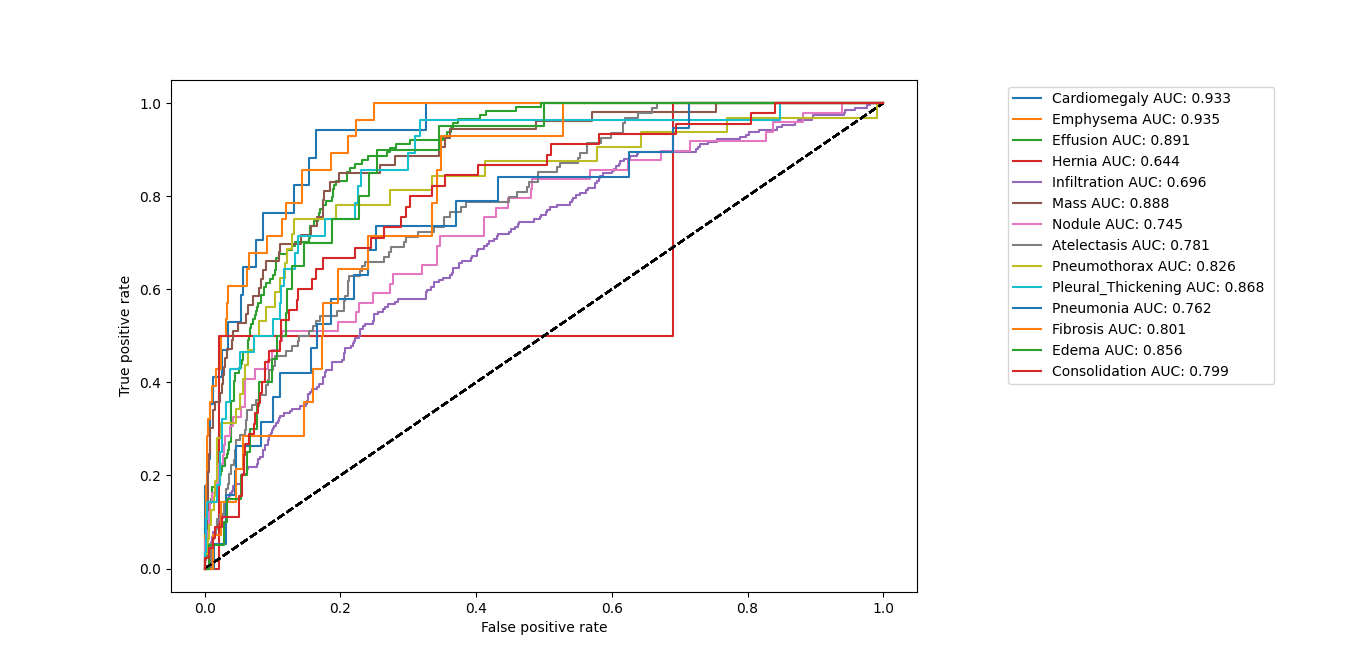 1.0
0.8
0.6
0.4
0.2
0.0
True positive rate
0.0 0.2 0.4 0.6 0.8 1.0
False positive rate
Cardiomegaly AUC: 0.933
Emphysema AUC: 0.935
Effusion AUC: 0.891
Hernia AUC: 0.644
Infiltration AUC: 0.696
Mass AUC: 0.888
Nodule AUC: 0.745
Atelectasis AUC: 0.781
Pneumothorax AUC: 0.826
Pleural_Thickening AUC: 0.868
Pneumonia AUC: 0.762
Fibrosis AUC: 0.801
Edema AUC: 0.856
Consolidation AUC: 0.799